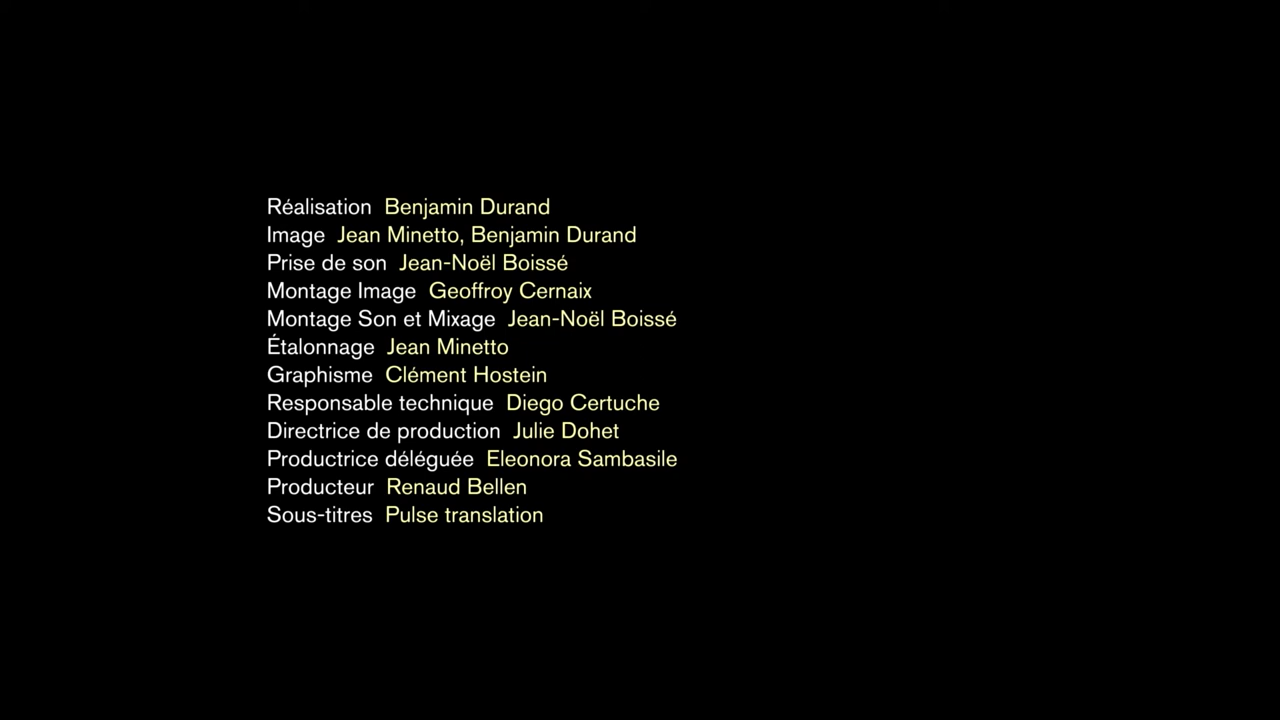 Réalisation Benjamin Durand
Image Jean Minetto, Benjamin Durand
Prise de son Jean-Noël Boissé
Montage Image Geoffroy Cernaix
Montage Son et Mixage Jean-Noël Boissé
Étalonnage Jean Minetto
Graphisme Clément Hostein
Responsable technique Diego Certuche
Directrice de production Julie Dohet
Productrice déléguée Eleonora Sambasile
Producteur Renaud Bellen
Sous-titres Pulse translation